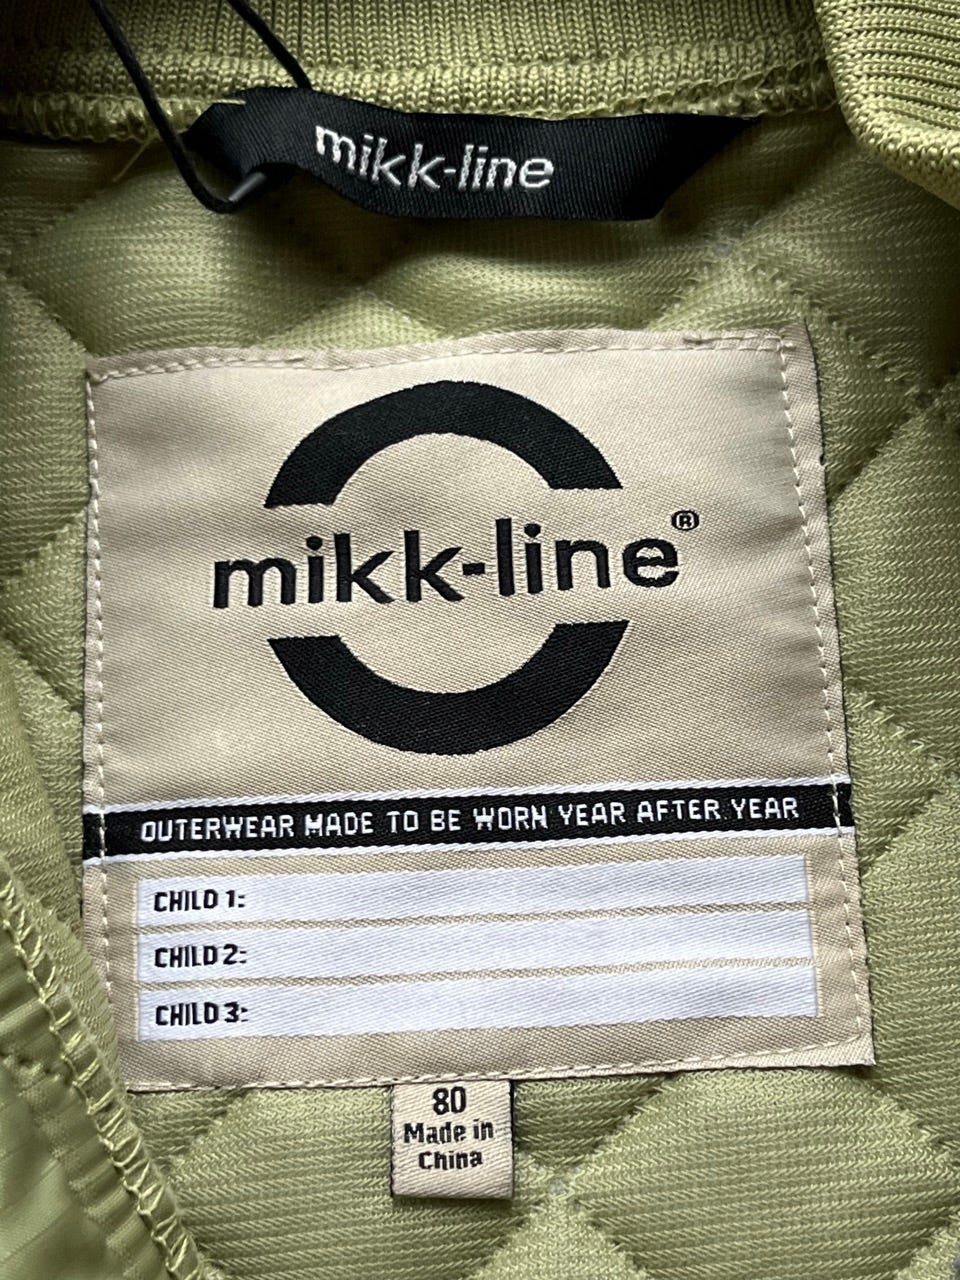 mikk-line
mikk-line®
OUTERWEAR MADE TO BE WORN YEAR AFTER YEAR
CHILD 1:
CHILD 2:
CHILD 3:
80
Made in
China